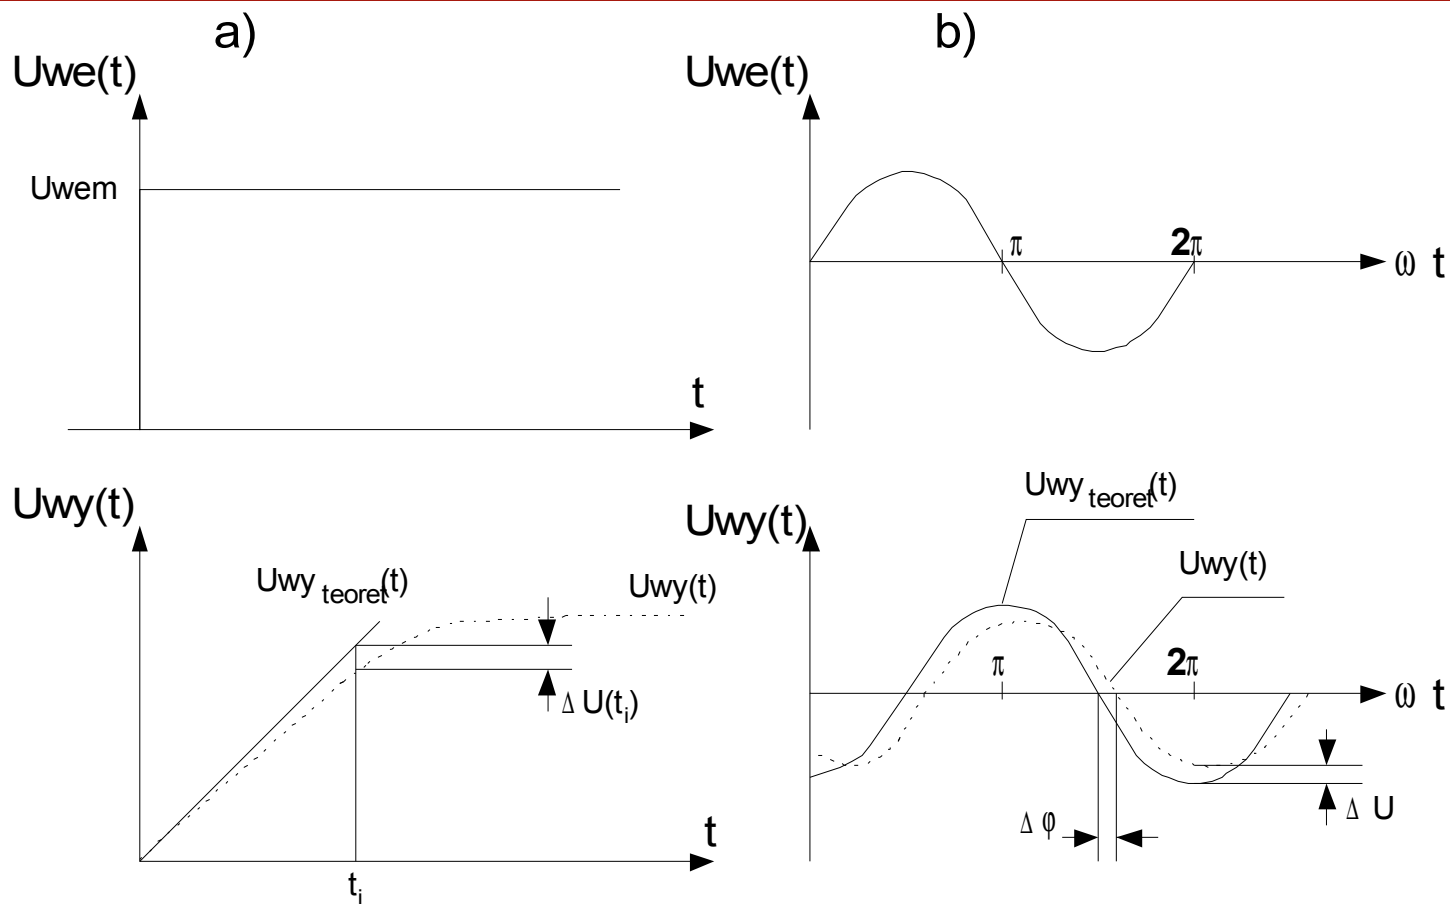 a)
b)
Uwe(t)
Uwe(t)
Uwem
π
2π
ω t
t
Uwy(t)
Uwy teoret(t)
Uwy(t)
Uwy teoret(t)
Uwy(t)
Uwy(t)
π
2π
ω t
Δ U(ti)
Δ U
Δ φ
t
ti